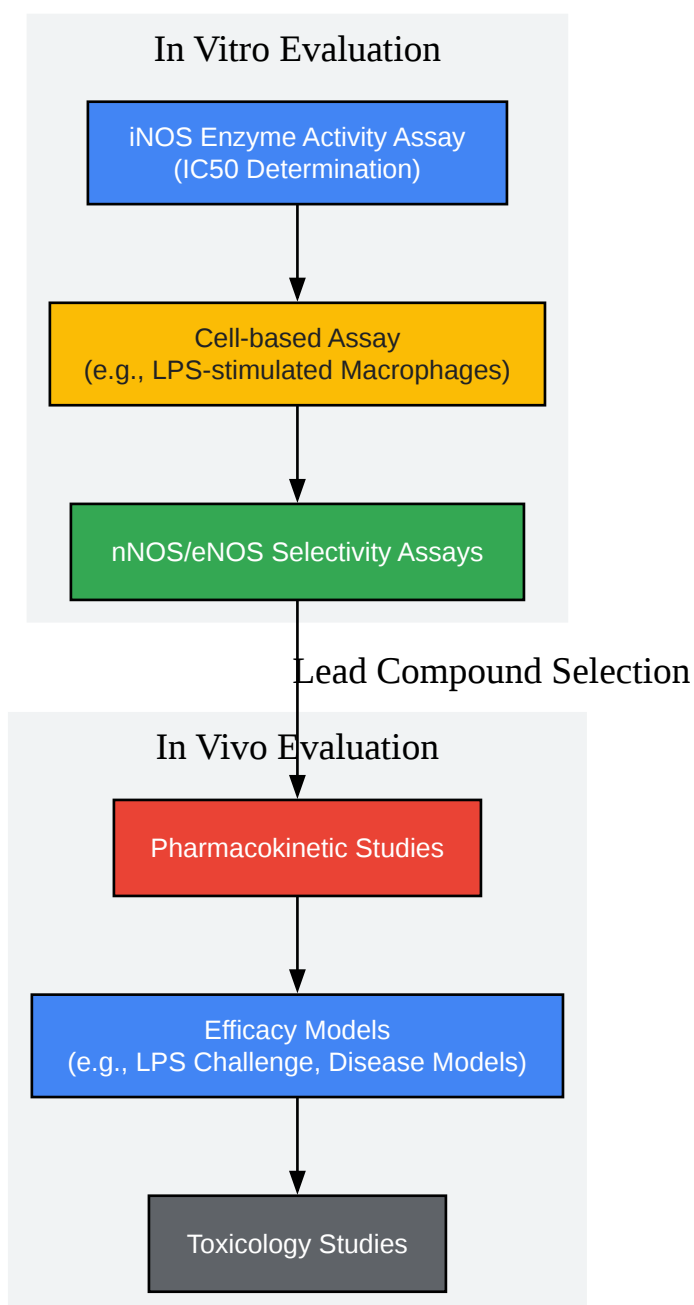 In Vitro Evaluation
iNOS Enzyme Activity Assay
(IC50 Determination)
Cell-based Assay
(e.g., LPS-stimulated Macrophages)
nNOS/eNOS Selectivity Assays
Lead Compound Selection
In Vivo Evaluation
Pharmacokinetic Studies
Efficacy Models
(e.g., LPS Challenge, Disease Models)
Toxicology Studies